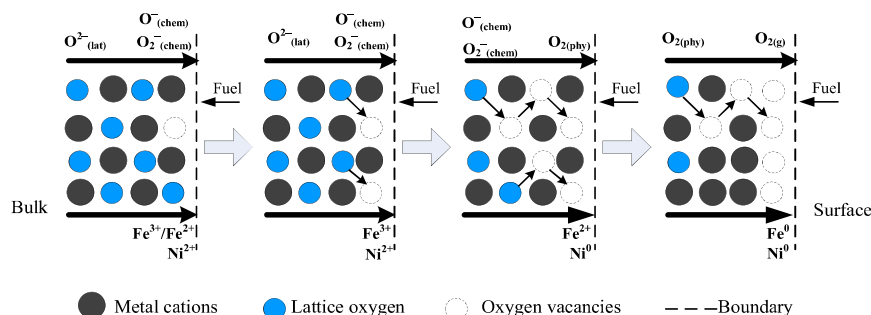 O⁻(chem)
O²⁻(lat) O₂⁻(chem)
Fuel
Fe³⁺/Fe²⁺
Ni²⁺
O⁻(chem)
O²⁻(lat) O₂⁻(chem)
Fuel
Fe³⁺
Ni²⁺
O⁻(chem)
O₂⁻(chem) O₂(phy)
Fuel
Fe²⁺
Ni⁰
O₂(phy) O₂(g)
Fuel
Fe⁰
Ni⁰
Bulk
Surface
Metal cations Lattice oxygen Oxygen vacancies Boundary